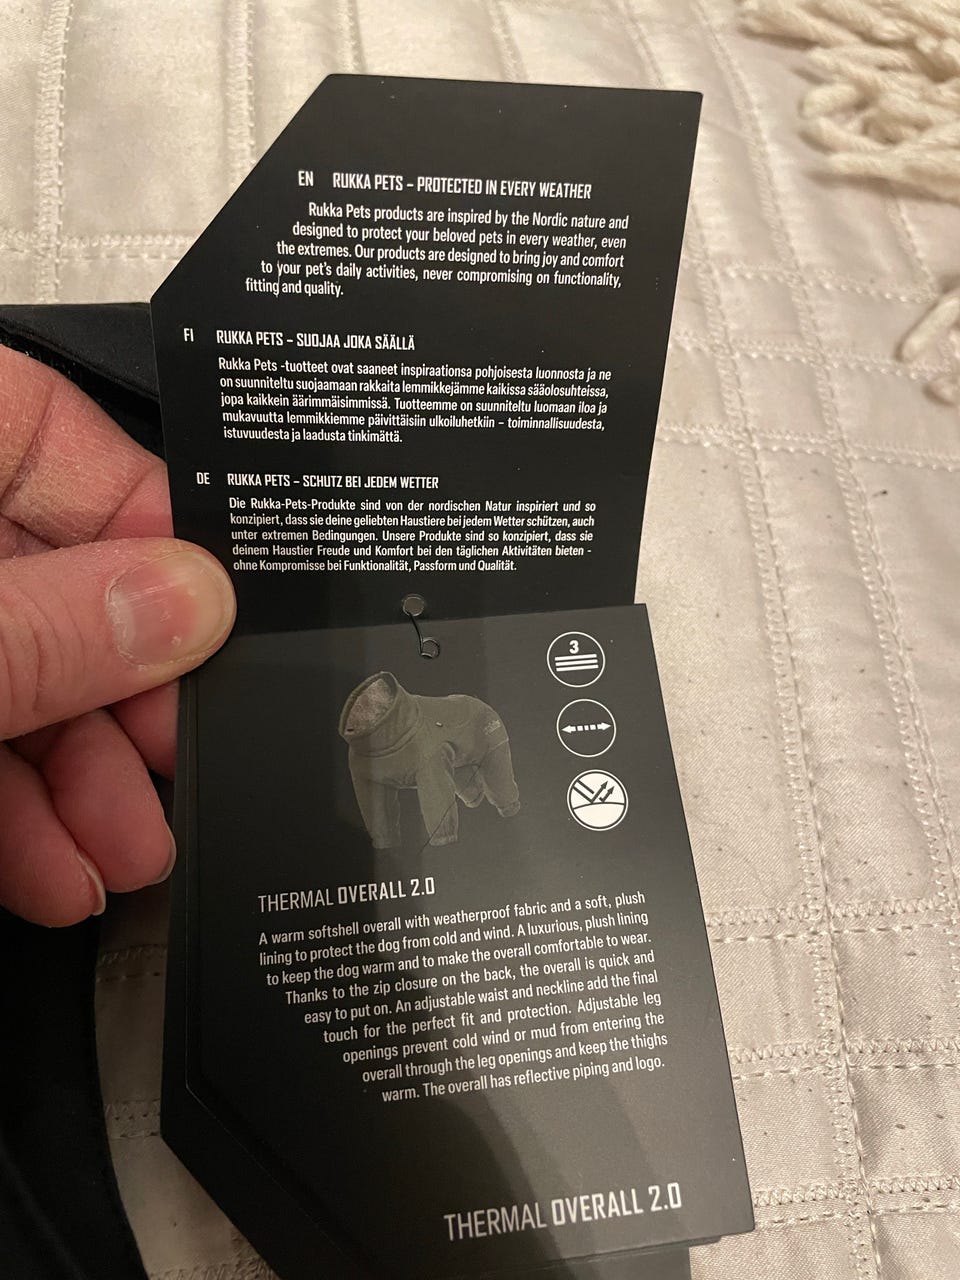 EN RUKKA PETS – PROTECTED IN EVERY WEATHER
Rukka Pets products are inspired by the Nordic nature and
designed to protect your beloved pets in every weather, even
the extremes. Our products are designed to bring joy and comfort
to your pet's daily activities, never compromising on functionality,
fitting and quality.
FI RUKKA PETS – SUOJAA JOKA SÄÄLLÄ
Rukka Pets -tuotteet ovat saaneet inspiraationsa pohjoisesta luonnosta ja ne
on suunniteltu suojaamaan rakkaita lemmikkejämme kaikissa sääolosuhteissa,
jopa kaikkein äärimmäisimmissä. Tuotteemme on suunniteltu luomaan iloa ja
mukavuutta lemmikkiemme päivittäisiin ulkoiluhetkiin – toiminnallisuudesta,
istuvuudesta ja laadusta tinkimättä.
DE RUKKA PETS – SCHUTZ BEI JEDEM WETTER
Die Rukka-Pets-Produkte sind von der nordischen Natur inspiriert und so
konzipiert, dass sie deine geliebten Haustiere bei jedem Wetter schützen, auch
unter extremen Bedingungen. Unsere Produkte sind so konzipiert, dass sie
deinem Haustier Freude und Komfort bei den täglichen Aktivitäten bieten -
ohne Kompromisse bei Funktionalität, Passform und Qualität.
3
THERMAL OVERALL 2.0
A warm softshell overall with weatherproof fabric and a soft, plush
lining to protect the dog from cold and wind. A luxurious, plush lining
to keep the dog warm and to make the overall comfortable to wear.
Thanks to the zip closure on the back, the overall is quick and
easy to put on. An adjustable waist and neckline add the final
touch for the perfect fit and protection. Adjustable leg
openings prevent cold wind or mud from entering the
overall through the leg openings and keep the thighs
warm. The overall has reflective piping and logo.
THERMAL OVERALL 2.0